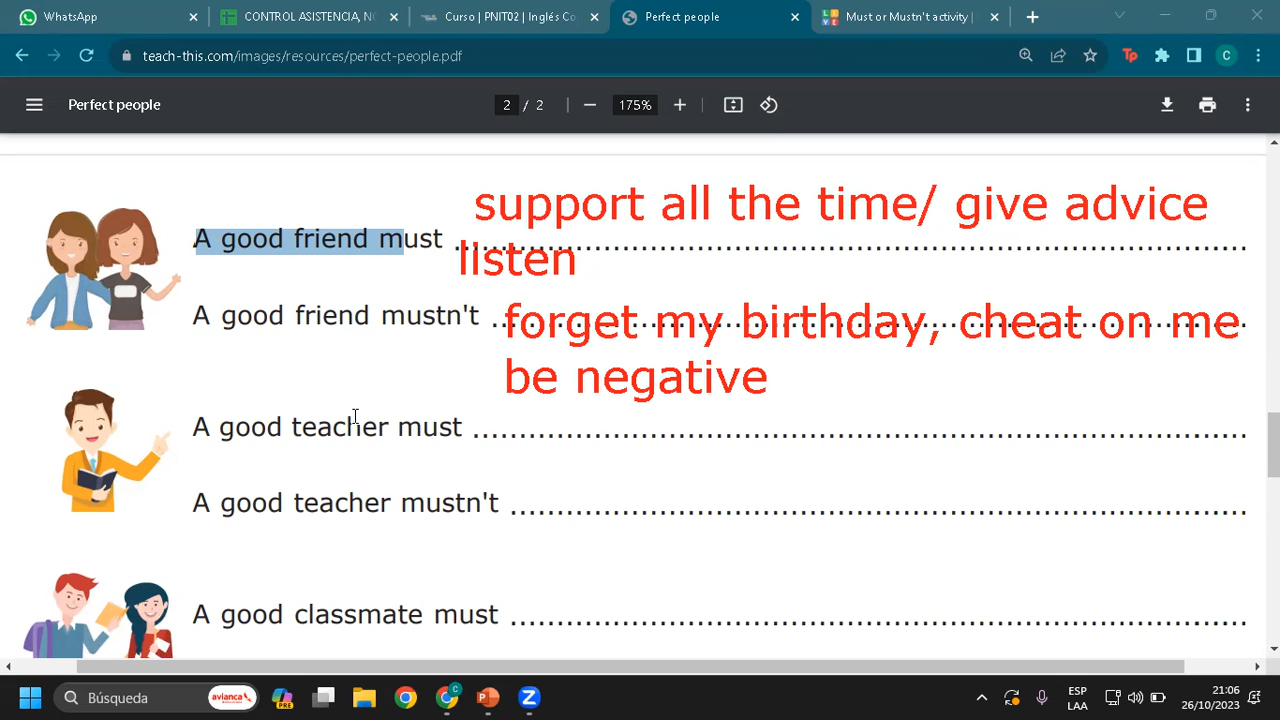 WhatsApp
CONTROL ASISTENCIA, NO
Curso | PNIT02 | Inglés Co
Perfect people
Must or Mustn't activity |
teach-this.com/images/resources/perfect-people.pdf
C
Perfect people
2 / 2
175%
support all the time/ give advice
A good friend must ................
listen
A good friend mustn't ................
forget my birthday, cheat on me
be negative
A good teacher must ................
A good teacher mustn't ................
A good classmate must ................
Búsqueda
avianca
PRE
ESP
LAA
21:06
26/10/2023